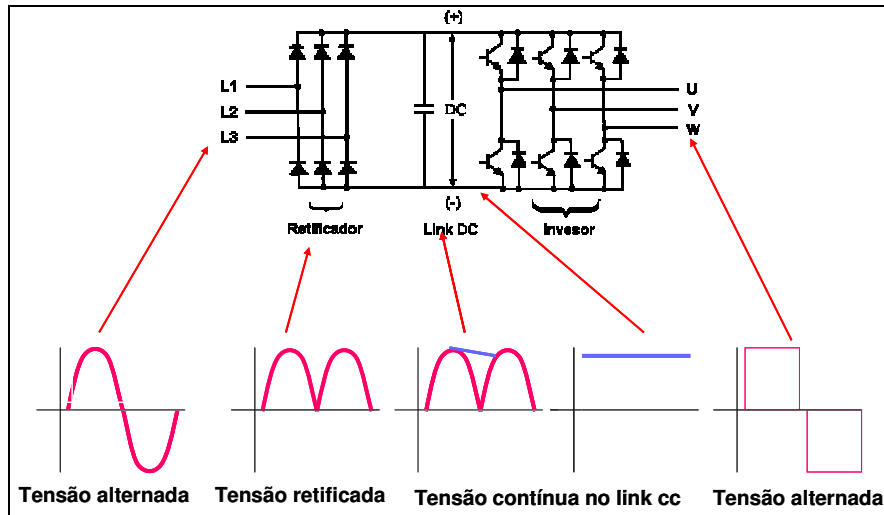 (+)
L1
L2
L3
DC
U
V
W
(-)
Retificador
Link DC
Invesor
Tensão alternada
Tensão retificada
Tensão contínua no link cc
Tensão alternada